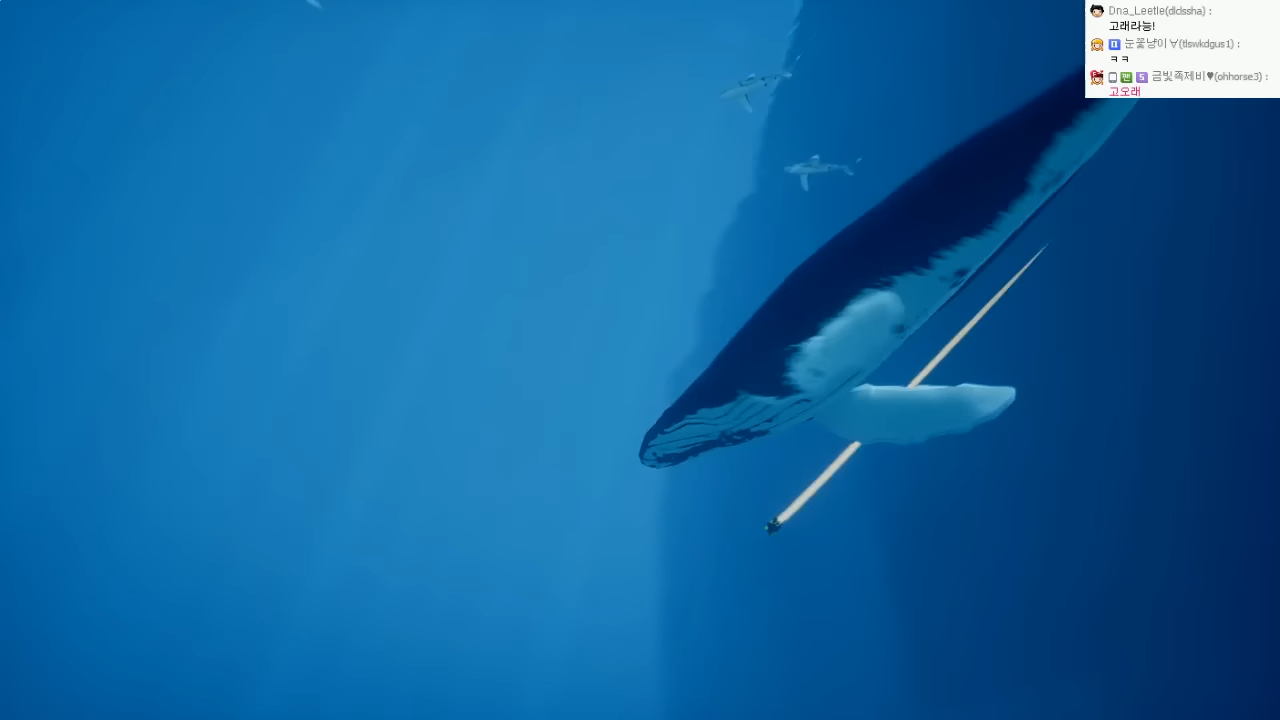 Dna_Leetle(dlclssha) :
고래라능!
눈꽃냥이∀(tlswkdgus1) :
ㅋㅋ
팬 S 금빛족제비♥(ohhorse3) :
고오래